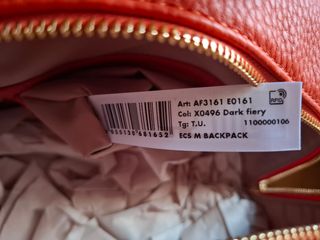 Art: AF3161 E0161
RFID
Col: X0496 Dark fiery
Tg: T.U.
1100000106
ECS M BACKPACK